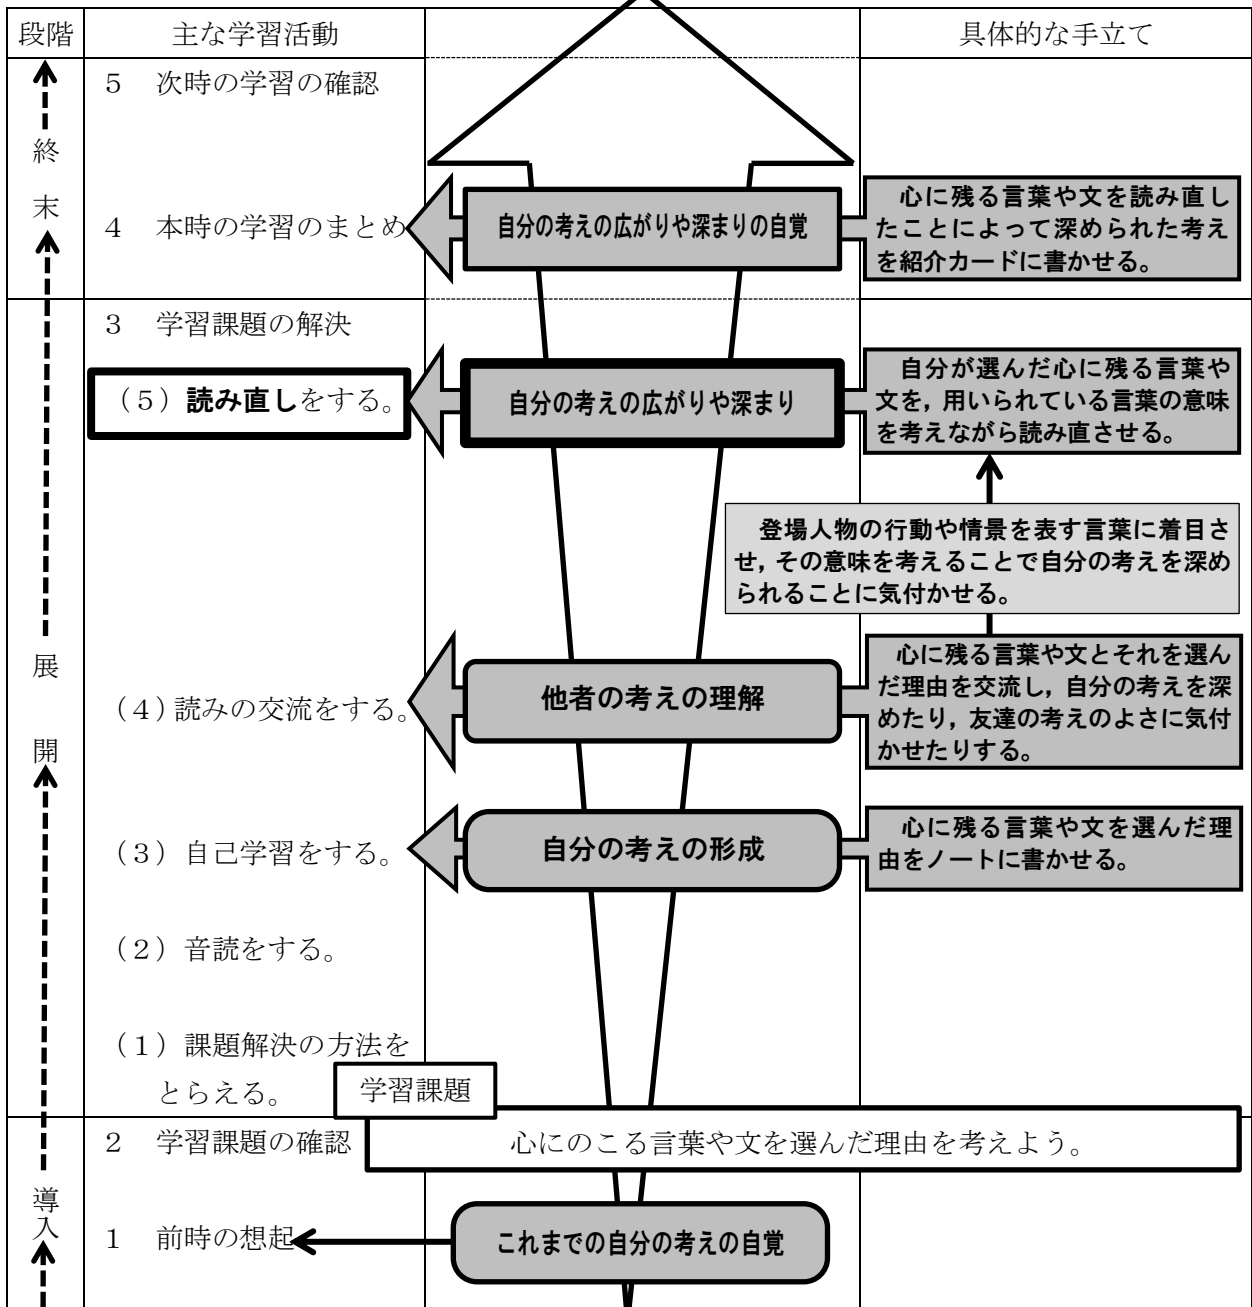 段階
主な学習活動
具体的な手立て
終末
5　次時の学習の確認
4　本時の学習のまとめ
自分の考えの広がりや深まりの自覚
心に残る言葉や文を読み直し
たことによって深められた考え
を紹介カードに書かせる。
展開
3　学習課題の解決
（5）読み直しをする。
自分の考えの広がりや深まり
自分が選んだ心に残る言葉や
文を，用いられている言葉の意味
を考えながら読み直させる。
登場人物の行動や情景を表す言葉に着目さ
せ，その意味を考えることで自分の考えを深め
られることに気付かせる。
（4）読みの交流をする。
他者の考えの理解
心に残る言葉や文とそれを選ん
だ理由を交流し，自分の考えを深
めたり，友達の考えのよさに気付
かせたりする。
（3）自己学習をする。
自分の考えの形成
心に残る言葉や文を選んだ理
由をノートに書かせる。
（2）音読をする。
（1）課題解決の方法を
とらえる。
学習課題
導入
2　学習課題の確認
心にのこる言葉や文を選んだ理由を考えよう。
1　前時の想起
これまでの自分の考えの自覚